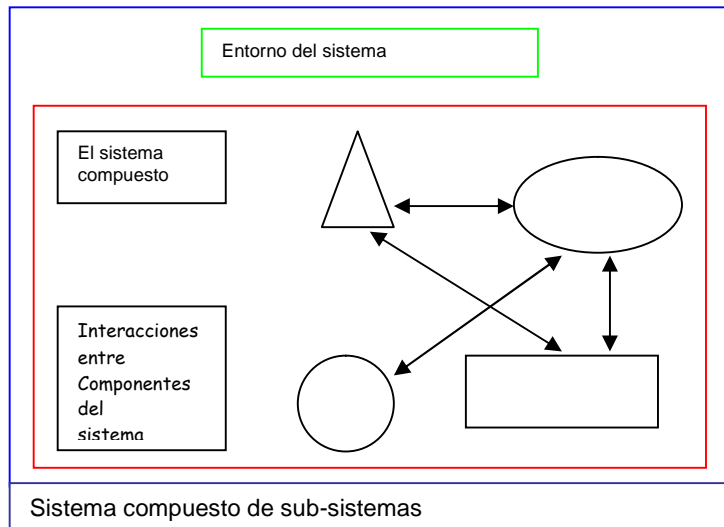 Entorno del sistema
El sistema
compuesto
Interacciones
entre
Componentes
del
sistema
Sistema compuesto de sub-sistemas